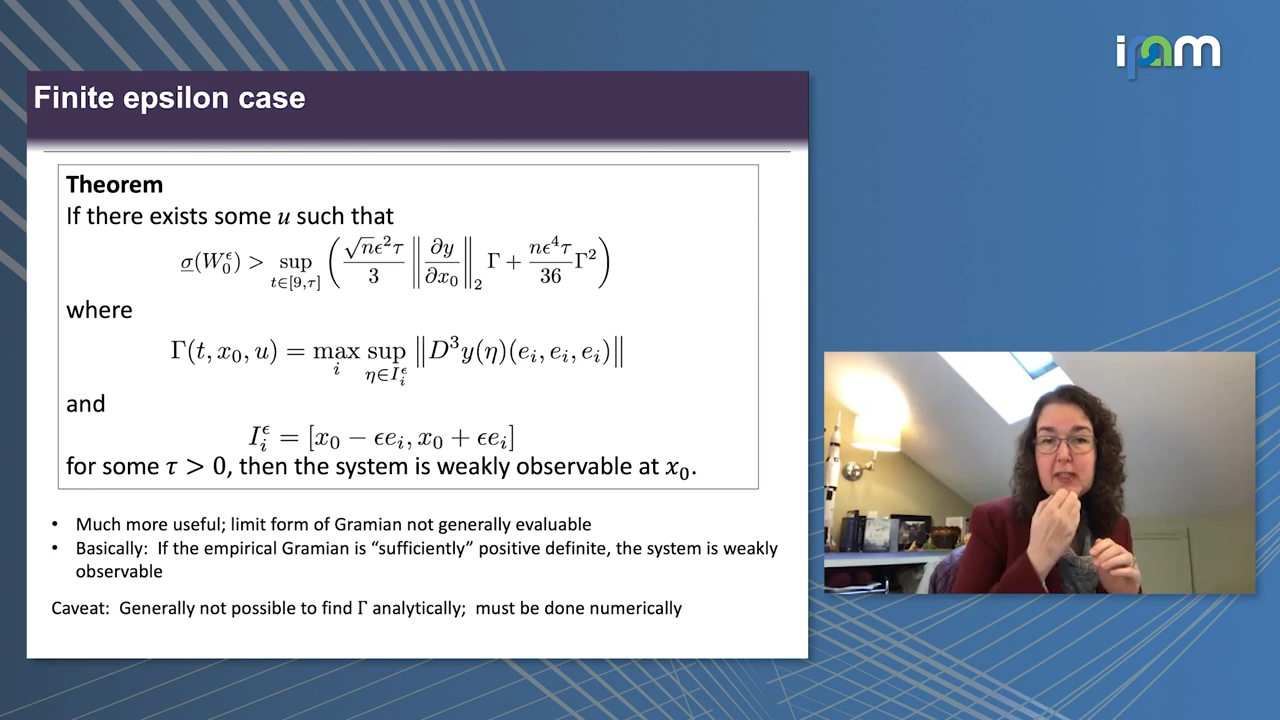 ipam
Finite epsilon case
Theorem
If there exists some u such that
σ(W₀^ϵ) > sup_{t∈[9,τ]} ( √nϵ²τ/3 ‖∂y/∂x₀‖₂ Γ + nϵ⁴τ/36 Γ² )
where
Γ(t, x₀, u) = max_i sup_{η∈I_i^ϵ} ‖D³y(η)(e_i, e_i, e_i)‖
and
I_i^ϵ = [x₀ − ϵe_i, x₀ + ϵe_i]
for some τ > 0, then the system is weakly observable at x₀.
• Much more useful; limit form of Gramian not generally evaluable
• Basically: If the empirical Gramian is “sufficiently” positive definite, the system is weakly
observable
Caveat: Generally not possible to find Γ analytically; must be done numerically